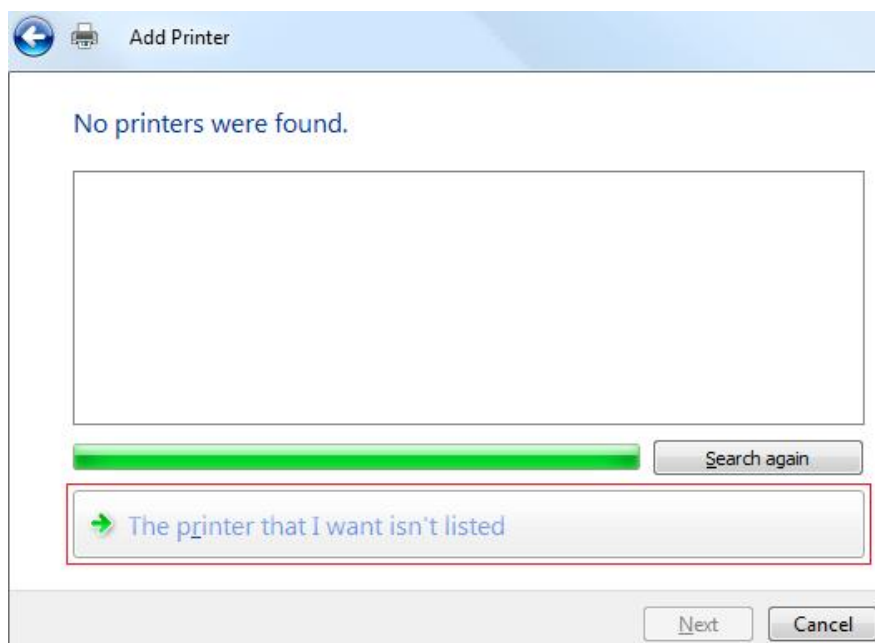 Add Printer
No printers were found.
Search again
The printer that I want isn't listed
Next
Cancel